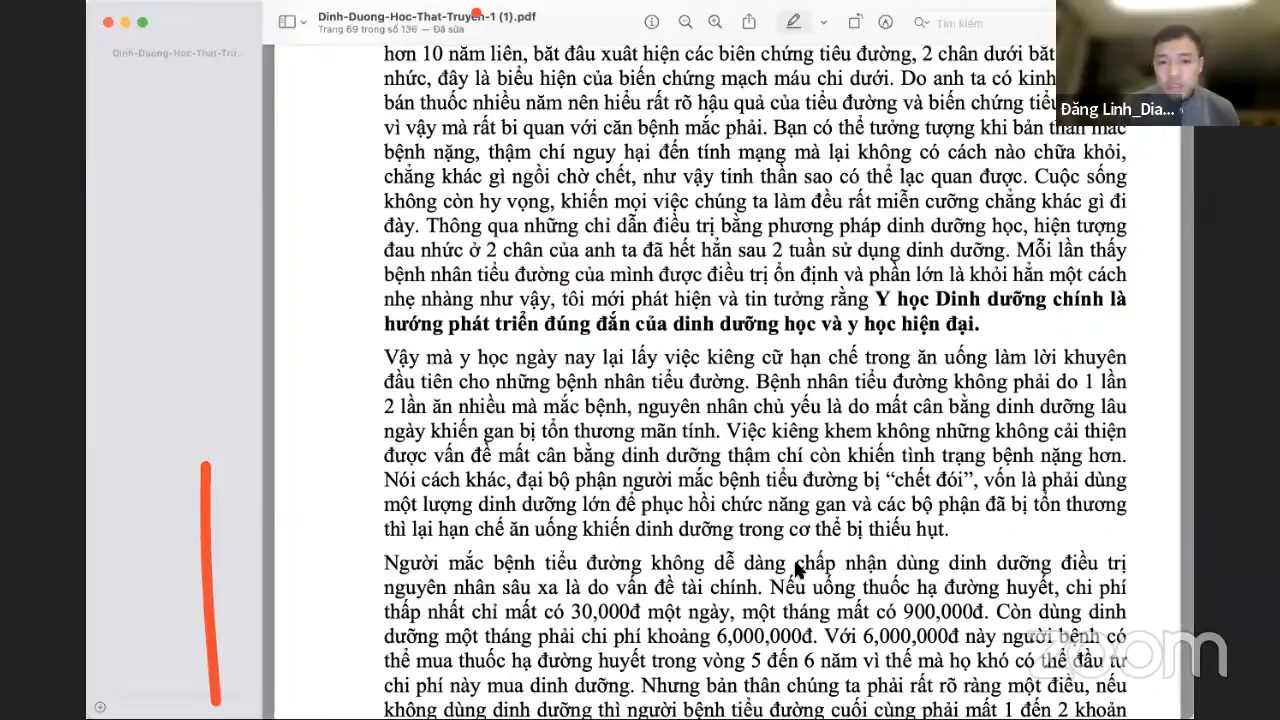 Dinh-Duong-Hoc-That-Truyen-1 (1).pdf
Trang 69 trong số 136 — Đã sửa
Tìm kiếm
Dinh-Duong-Hoc-That-Tru...
Đăng Linh_Dia...
hơn 10 năm liên, bắt đâu xuất hiện các biên chứng tiêu đường, 2 chân dưới bắt
nhức, đây là biểu hiện của biến chứng mạch máu chi dưới. Do anh ta có kinh
bán thuốc nhiều năm nên hiểu rất rõ hậu quả của tiểu đường và biến chứng tiểu
vì vậy mà rất bi quan với căn bệnh mắc phải. Bạn có thể tưởng tượng khi bản thân mắc
bệnh nặng, thậm chí nguy hại đến tính mạng mà lại không có cách nào chữa khỏi,
chẳng khác gì ngồi chờ chết, như vậy tinh thần sao có thể lạc quan được. Cuộc sống
không còn hy vọng, khiến mọi việc chúng ta làm đều rất miễn cưỡng chẳng khác gì đi
đày. Thông qua những chỉ dẫn điều trị bằng phương pháp dinh dưỡng học, hiện tượng
đau nhức ở 2 chân của anh ta đã hết hẳn sau 2 tuần sử dụng dinh dưỡng. Mỗi lần thấy
bệnh nhân tiểu đường của mình được điều trị ổn định và phần lớn là khỏi hẳn một cách
nhẹ nhàng như vậy, tôi mới phát hiện và tin tưởng rằng Y học Dinh dưỡng chính là
hướng phát triển đúng đắn của dinh dưỡng học và y học hiện đại.
Vậy mà y học ngày nay lại lấy việc kiêng cữ hạn chế trong ăn uống làm lời khuyên
đầu tiên cho những bệnh nhân tiểu đường. Bệnh nhân tiểu đường không phải do 1 lần
2 lần ăn nhiều mà mắc bệnh, nguyên nhân chủ yếu là do mất cân bằng dinh dưỡng lâu
ngày khiến gan bị tổn thương mãn tính. Việc kiêng khem không những không cải thiện
được vấn đề mất cân bằng dinh dưỡng thậm chí còn khiến tình trạng bệnh nặng hơn.
Nói cách khác, đại bộ phận người mắc bệnh tiểu đường bị “chết đói”, vốn là phải dùng
một lượng dinh dưỡng lớn để phục hồi chức năng gan và các bộ phận đã bị tổn thương
thì lại hạn chế ăn uống khiến dinh dưỡng trong cơ thể bị thiếu hụt.
Người mắc bệnh tiểu đường không dễ dàng chấp nhận dùng dinh dưỡng điều trị
nguyên nhân sâu xa là do vấn đề tài chính. Nếu uống thuốc hạ đường huyết, chi phí
thấp nhất chỉ mất có 30,000đ một ngày, một tháng mất có 900,000đ. Còn dùng dinh
dưỡng một tháng phải chi phí khoảng 6,000,000đ. Với 6,000,000đ này người bệnh có
thể mua thuốc hạ đường huyết trong vòng 5 đến 6 năm vì thế mà họ khó có thể đầu tư
chi phí này mua dinh dưỡng. Nhưng bản thân chúng ta phải rất rõ ràng một điều, nếu
không dùng dinh dưỡng thì người bệnh tiểu đường cuối cùng phải mất 1 đến 2 khoản
zoom